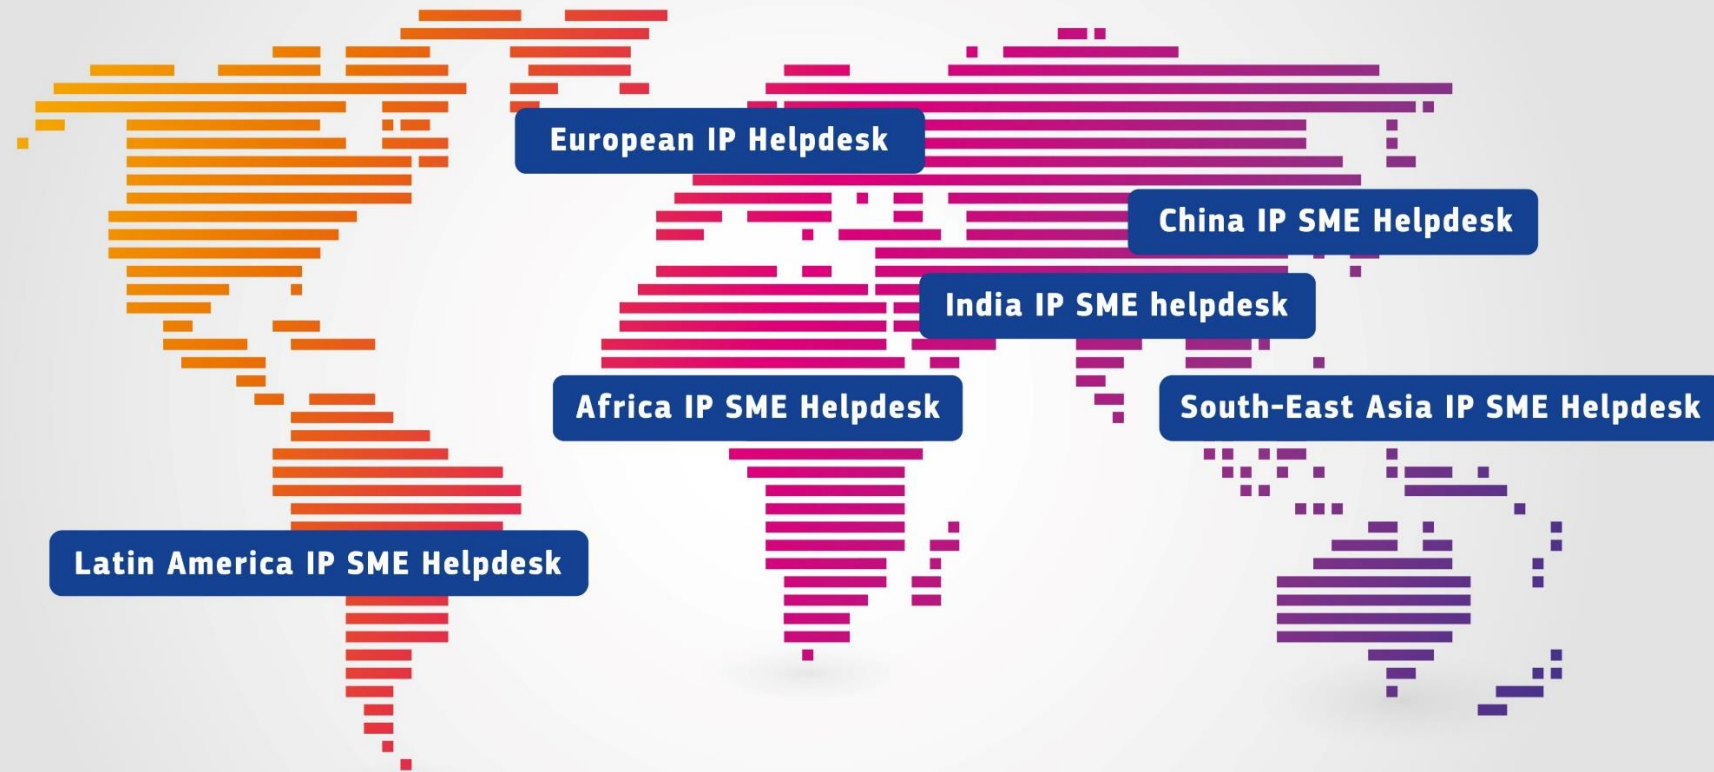 European IP Helpdesk
China IP SME Helpdesk
India IP SME helpdesk
Africa IP SME Helpdesk
South-East Asia IP SME Helpdesk
Latin America IP SME Helpdesk